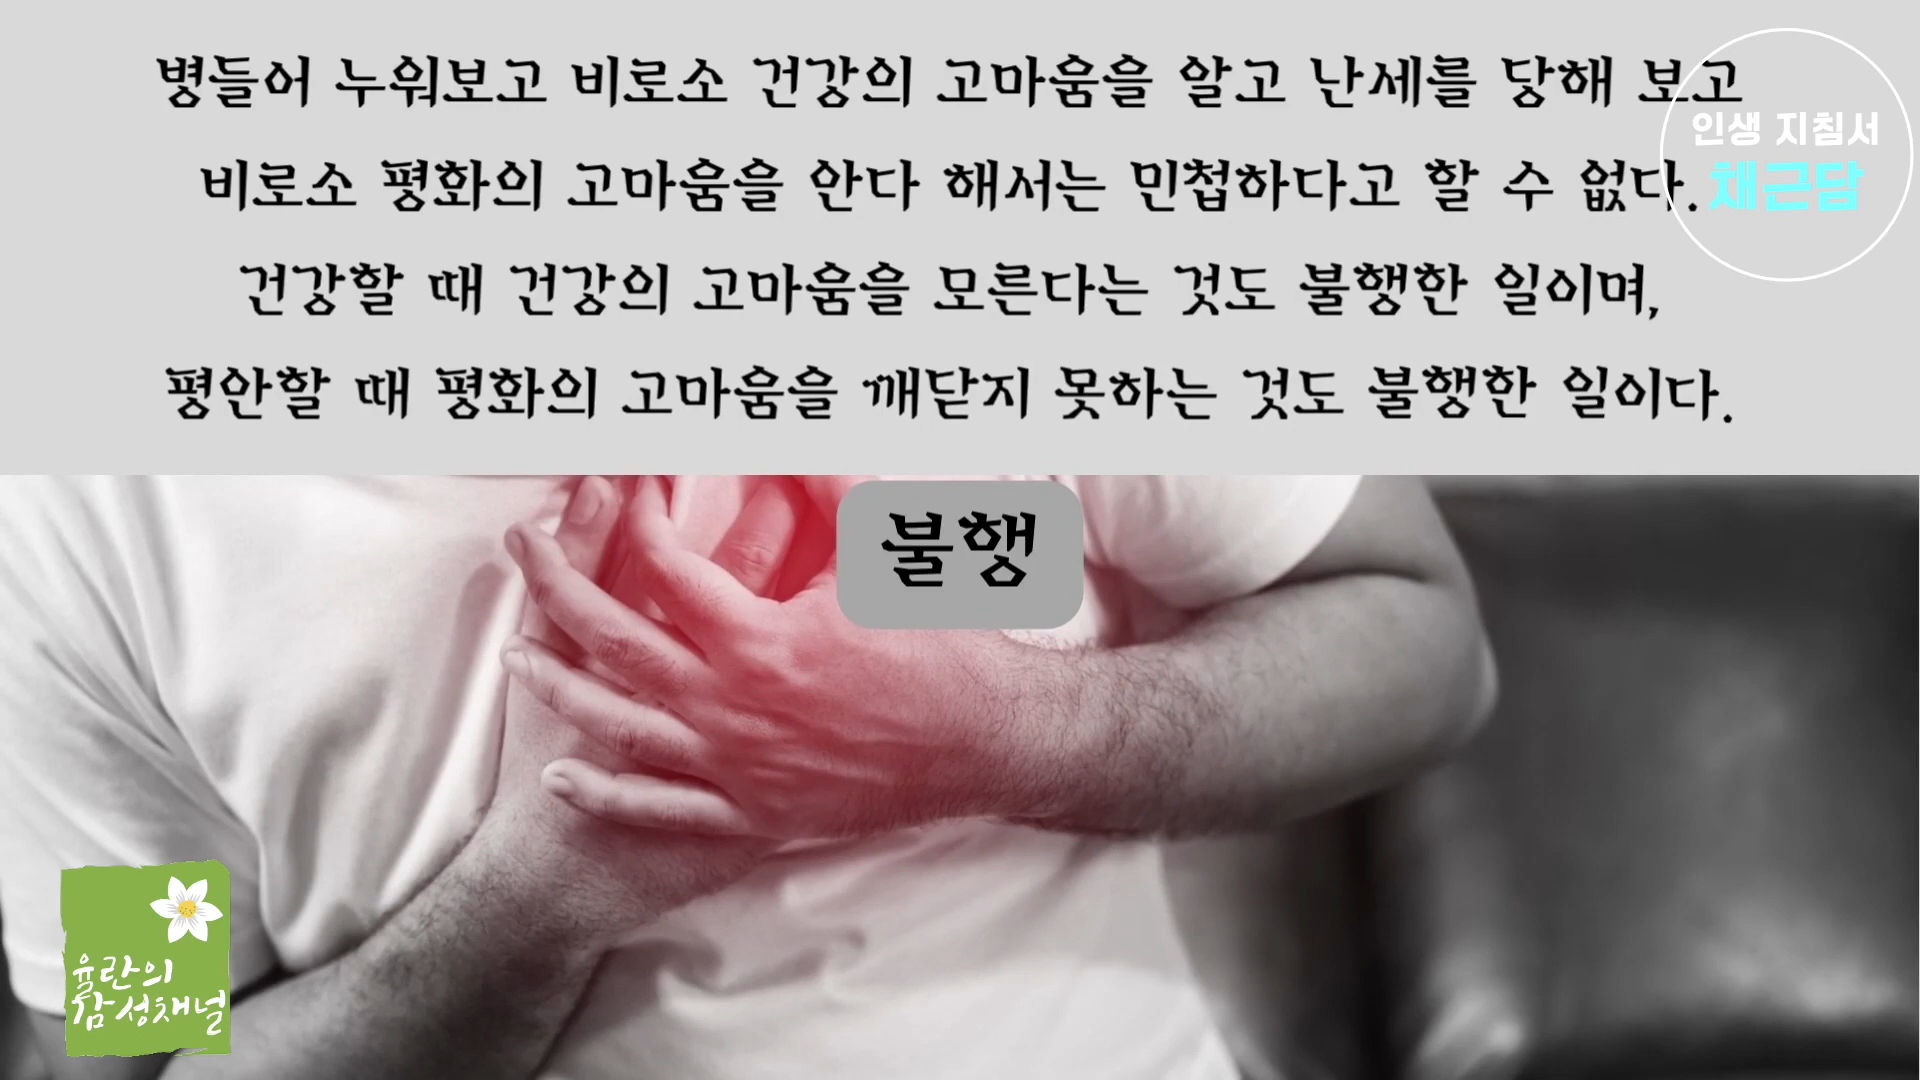 병들어 누워보고 비로소 건강의 고마움을 알고 난세를 당해 보고
비로소 평화의 고마움을 안다 해서는 민첩하다고 할 수 없다.
건강할 때 건강의 고마움을 모른다는 것도 불행한 일이며,
평안할 때 평화의 고마움을 깨닫지 못하는 것도 불행한 일이다.
인생 지침서
채근담
불행
율란의
감성채널